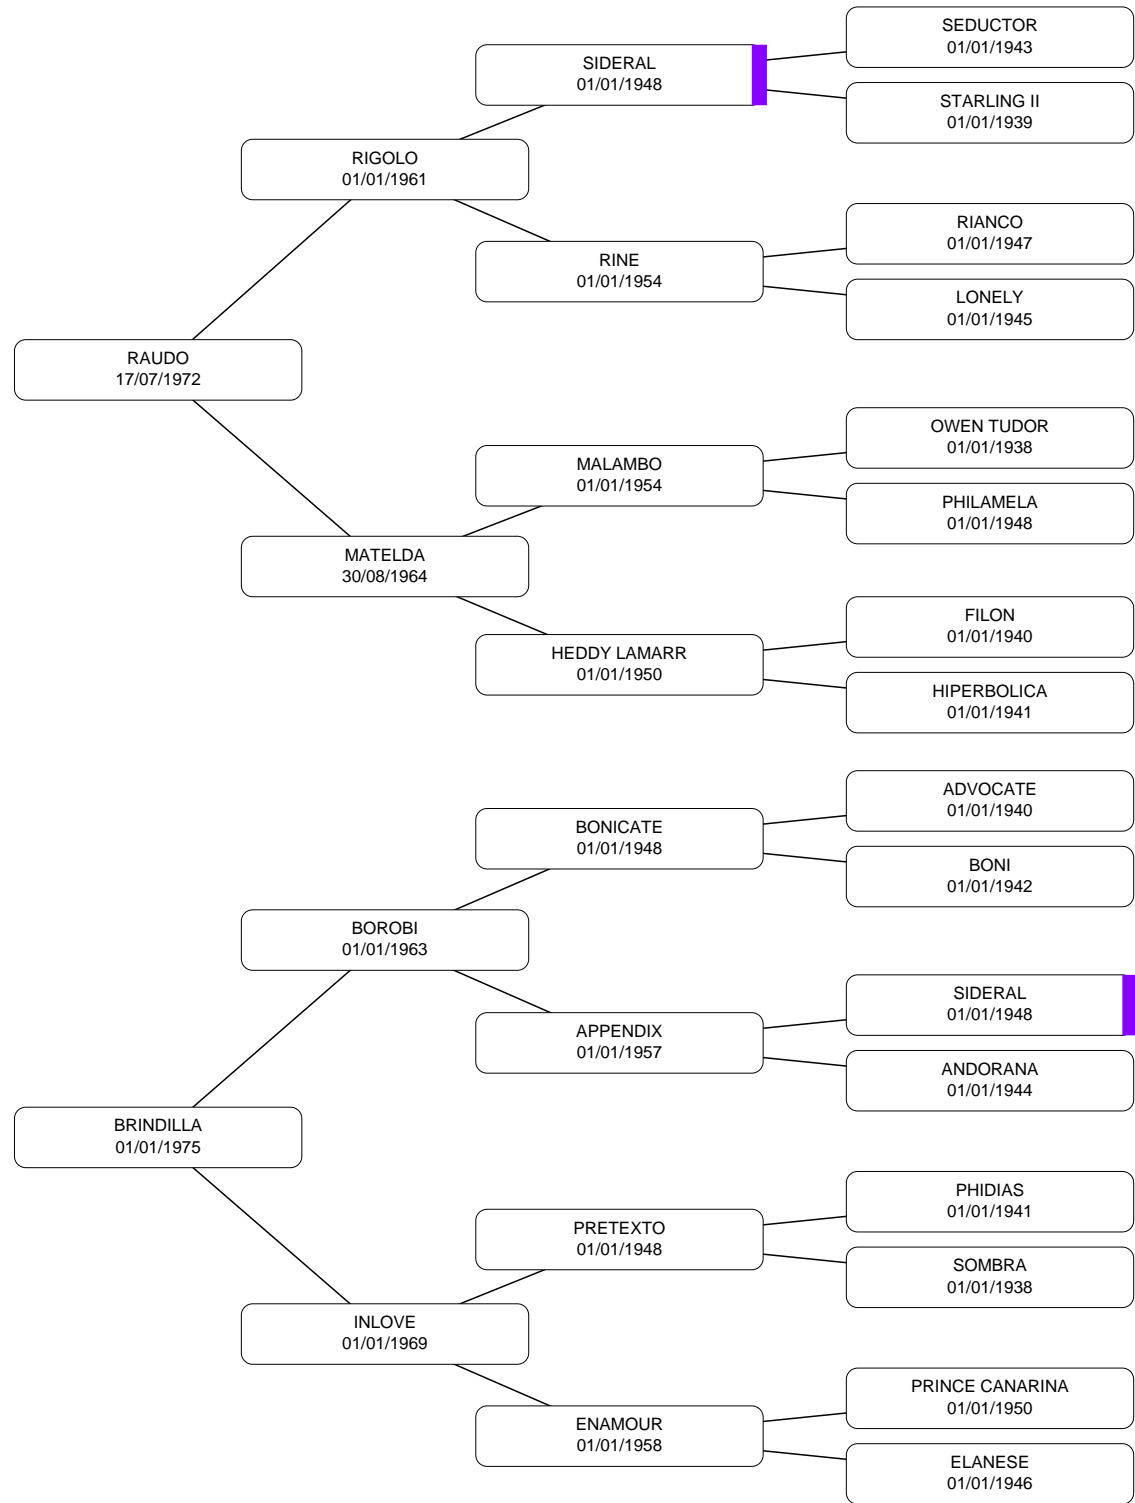 SEDUCTOR
01/01/1943
SIDERAL
01/01/1948
STARLING II
01/01/1939
RIGOLO
01/01/1961
RIANCO
01/01/1947
RINE
01/01/1954
LONELY
01/01/1945
RAUDO
17/07/1972
OWEN TUDOR
01/01/1938
MALAMBO
01/01/1954
PHILAMELA
01/01/1948
MATELDA
30/08/1964
FILON
01/01/1940
HEDDY LAMARR
01/01/1950
HIPERBOLICA
01/01/1941
ADVOCATE
01/01/1940
BONICATE
01/01/1948
BONI
01/01/1942
BOROBI
01/01/1963
SIDERAL
01/01/1948
APPENDIX
01/01/1957
ANDORANA
01/01/1944
BRINDILLA
01/01/1975
PHIDIAS
01/01/1941
PRETEXTO
01/01/1948
SOMBRA
01/01/1938
INLOVE
01/01/1969
PRINCE CANARINA
01/01/1950
ENAMOUR
01/01/1958
ELANESE
01/01/1946